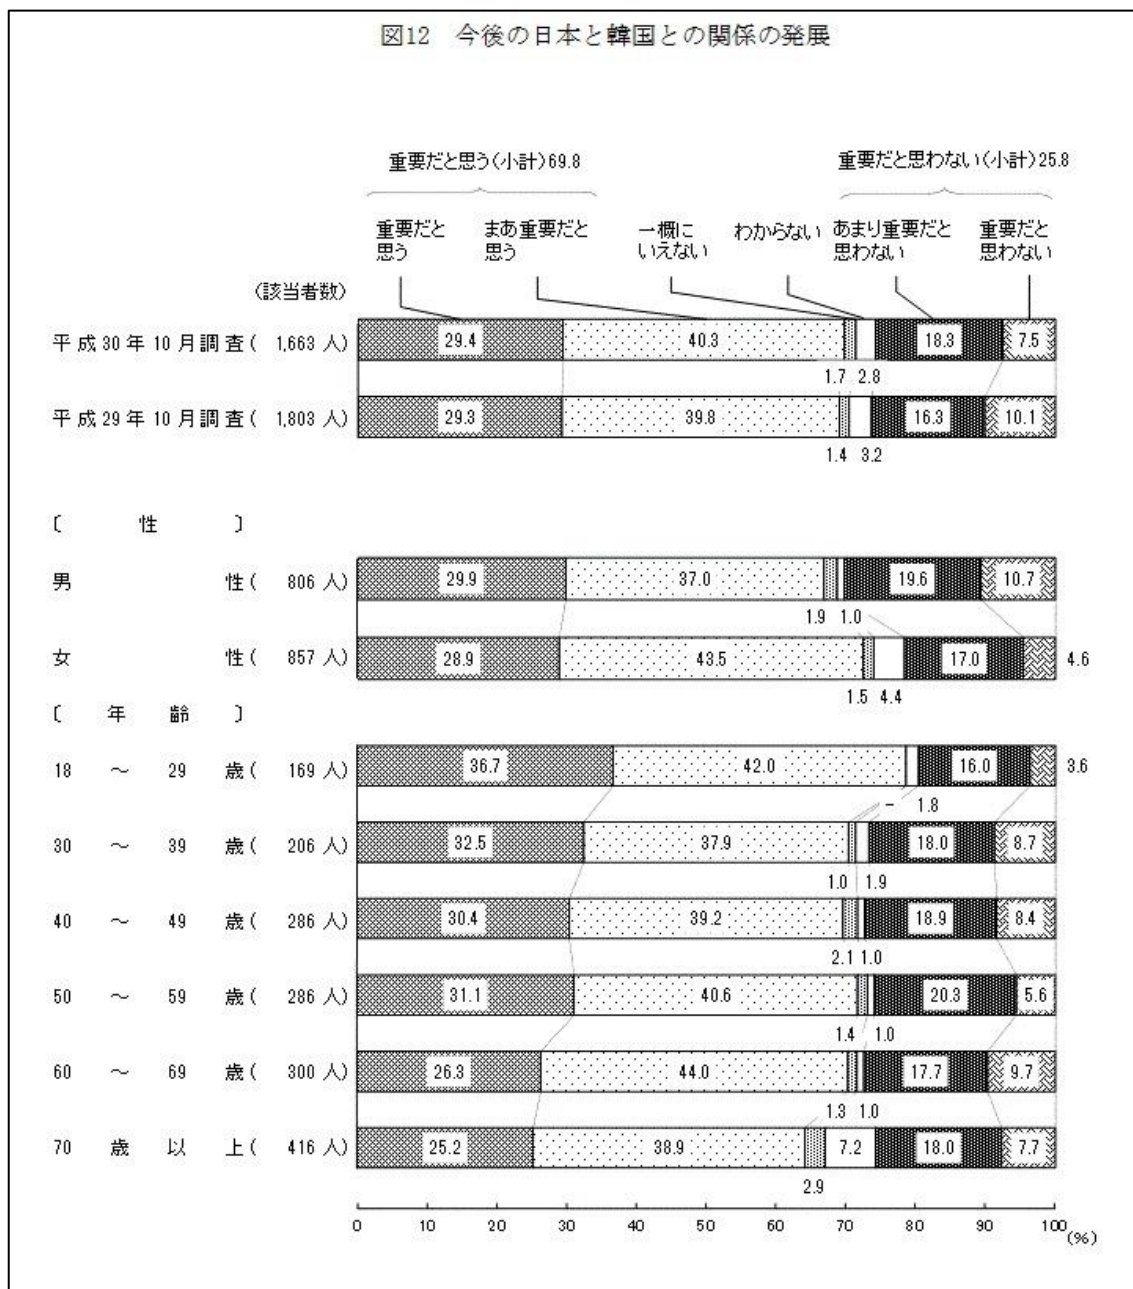 図12　今後の日本と韓国との関係の発展
重要だと思う(小計)69.8
重要だと思わない(小計)25.8
重要だと
思う
まあ重要だと
思う
一概に
いえない
わからない
あまり重要だと
思わない
重要だと
思わない
(該当者数)
平成30年10月調査( 1,663 人) 29.4 40.3 18.3 7.5
1.7 2.8
平成29年10月調査( 1,803 人) 29.3 39.8 16.3 10.1
1.4 3.2
〔 性 〕
男 性( 806 人) 29.9 37.0 19.6 10.7
1.9 1.0
女 性( 857 人) 28.9 43.5 17.0 4.6
1.5 4.4
〔 年 齢 〕
18 ～ 29 歳( 169 人) 36.7 42.0 16.0 3.6
－ 1.8
30 ～ 39 歳( 206 人) 32.5 37.9 18.0 8.7
1.0 1.9
40 ～ 49 歳( 286 人) 30.4 39.2 18.9 8.4
2.1 1.0
50 ～ 59 歳( 286 人) 31.1 40.6 20.3 5.6
1.4 1.0
60 ～ 69 歳( 300 人) 26.3 44.0 17.7 9.7
1.3 1.0
70 歳 以 上( 416 人) 25.2 38.9 7.2 18.0 7.7
2.9
0 10 20 30 40 50 60 70 80 90 100
(%)